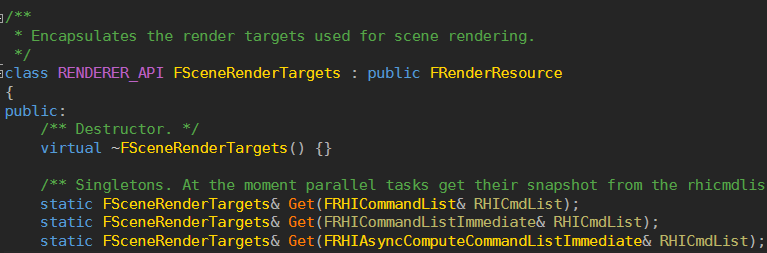 /**
* Encapsulates the render targets used for scene rendering.
*/
class RENDERER_API FSceneRenderTargets : public FRenderResource
{
public:
/** Destructor. */
virtual ~FSceneRenderTargets() {}
/** Singletons. At the moment parallel tasks get their snapshot from the rhicmdlis
static FSceneRenderTargets& Get(FRHICommandList& RHICmdList);
static FSceneRenderTargets& Get(FRHICommandListImmediate& RHICmdList);
static FSceneRenderTargets& Get(FRHIAsyncComputeCommandListImmediate& RHICmdList);